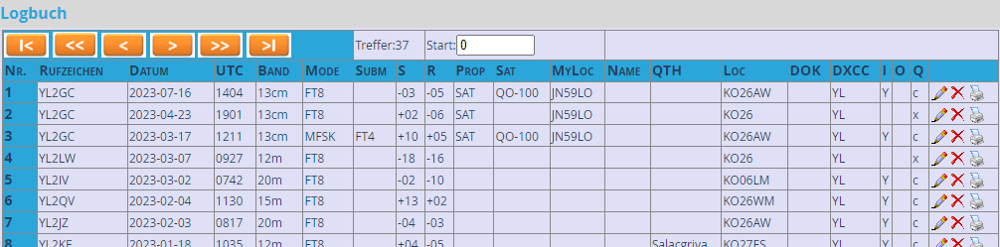 Logbuch
|< << < > >> >| Treffer:37 Start: 0
Nr. Rufzeichen Datum UTC Band Mode Subm S R Prop Sat MyLoc Name QTH Loc DOK DXCC I O Q
1 YL2GC 2023-07-16 1404 13cm FT8 -03 -05 SAT QO-100 JN59LO KO26AW YL Y c
2 YL2GC 2023-04-23 1901 13cm FT8 +02 -06 SAT JN59LO KO26 YL x
3 YL2GC 2023-03-17 1211 13cm MFSK FT4 +10 +05 SAT QO-100 JN59LO KO26AW YL Y c
4 YL2LW 2023-03-07 0927 12m FT8 -18 -16 KO26 YL x
5 YL2IV 2023-03-02 0742 20m FT8 -02 -10 KO06LM YL Y c
6 YL2QV 2023-02-04 1130 15m FT8 +13 +02 KO26WM YL Y c
7 YL2JZ 2023-02-03 0817 20m FT8 -04 -03 KO26AW YL Y c
8 YL2KF 2023-01-18 1035 12m FT8 +04 -05 Salacgriva KO27ES YL Y c